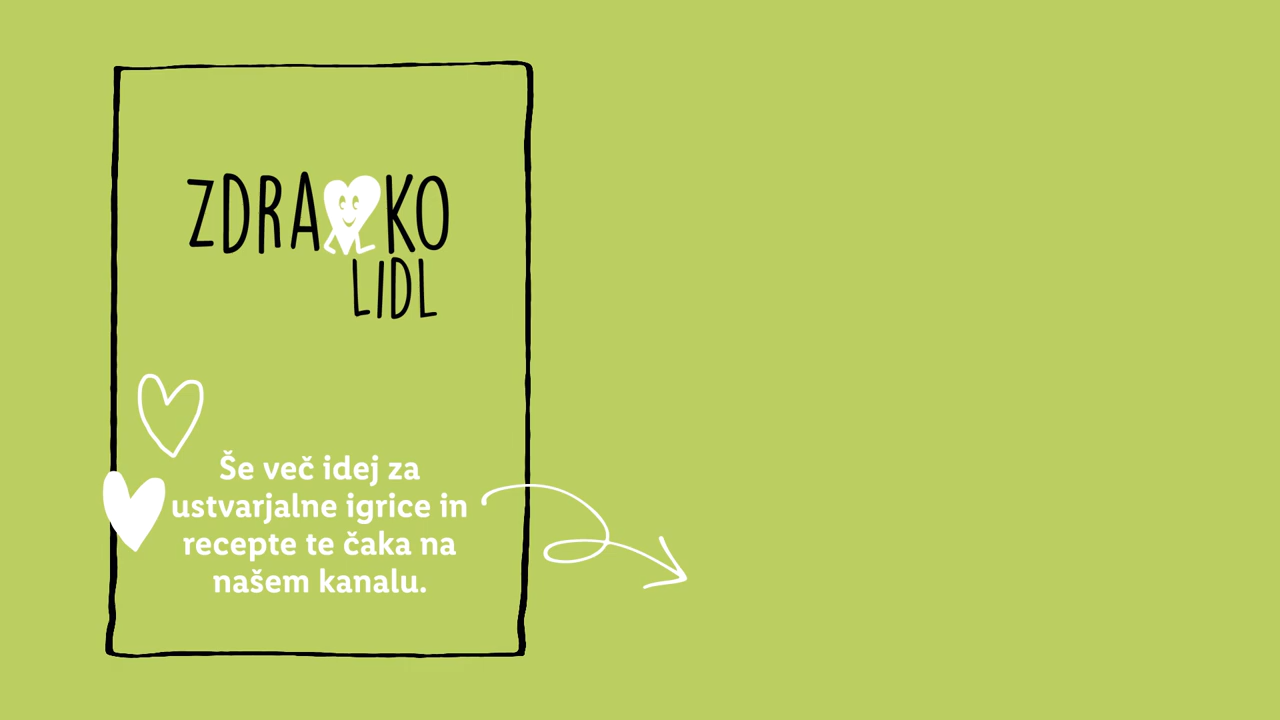 ZDRAVKO
LIDL
Še več idej za
ustvarjalne igrice in
recepte te čaka na
našem kanalu.